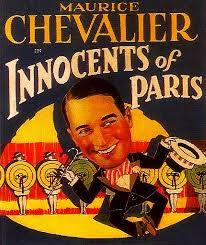 MAURICE
CHEVALIER
IN
INNOCENTS of
PARIS